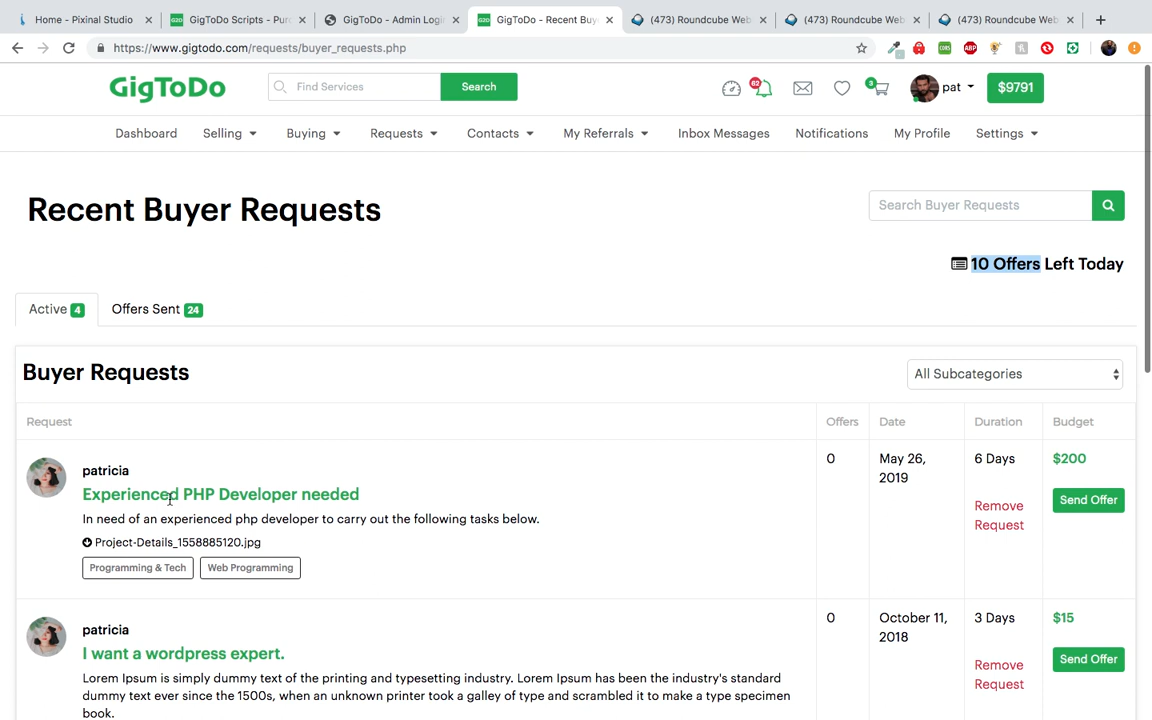 Home - Pixinal Studio
GigToDo Scripts - Pur
GigToDo - Admin Login
GigToDo - Recent Buye
(473) Roundcube Web
(473) Roundcube Web
(473) Roundcube Web
https://www.gigtodo.com/requests/buyer_requests.php
CORS
ABP
GigToDo
Find Services
Search
62
3
pat
$9791
Dashboard
Selling
Buying
Requests
Contacts
My Referrals
Inbox Messages
Notifications
My Profile
Settings
Recent Buyer Requests
Search Buyer Requests
10 Offers Left Today
Active 4
Offers Sent 24
Buyer Requests
All Subcategories
Request
Offers
Date
Duration
Budget
patricia
Experienced PHP Developer needed
In need of an experienced php developer to carry out the following tasks below.
Project-Details_1558885120.jpg
Programming & Tech
Web Programming
0
May 26,
2019
6 Days
Remove
Request
$200
Send Offer
patricia
I want a wordpress expert.
Lorem Ipsum is simply dummy text of the printing and typesetting industry. Lorem Ipsum has been the industry's standard
dummy text ever since the 1500s, when an unknown printer took a galley of type and scrambled it to make a type specimen
book.
0
October 11,
2018
3 Days
Remove
Request
$15
Send Offer